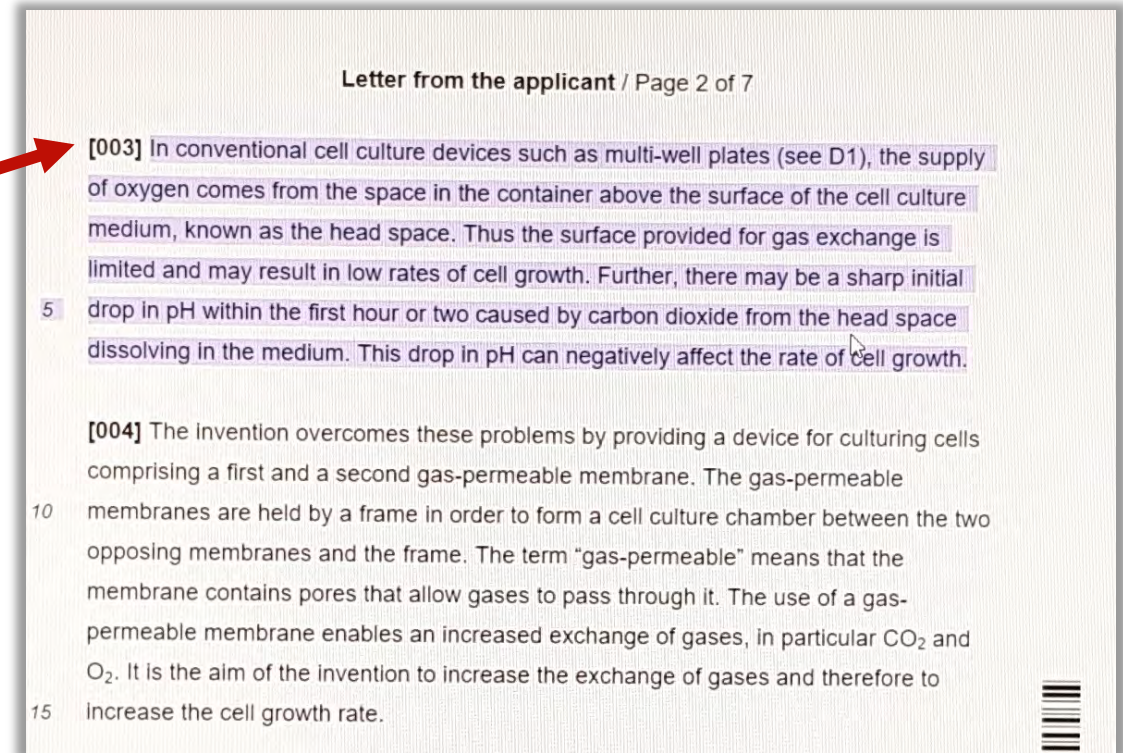 Letter from the applicant / Page 2 of 7
[003] In conventional cell culture devices such as multi-well plates (see D1), the supply
of oxygen comes from the space in the container above the surface of the cell culture
medium, known as the head space. Thus the surface provided for gas exchange is
limited and may result in low rates of cell growth. Further, there may be a sharp initial
5 drop in pH within the first hour or two caused by carbon dioxide from the head space
dissolving in the medium. This drop in pH can negatively affect the rate of cell growth.
[004] The invention overcomes these problems by providing a device for culturing cells
comprising a first and a second gas-permeable membrane. The gas-permeable
10 membranes are held by a frame in order to form a cell culture chamber between the two
opposing membranes and the frame. The term “gas-permeable” means that the
membrane contains pores that allow gases to pass through it. The use of a gas-
permeable membrane enables an increased exchange of gases, in particular CO₂ and
O₂. It is the aim of the invention to increase the exchange of gases and therefore to
15 increase the cell growth rate.